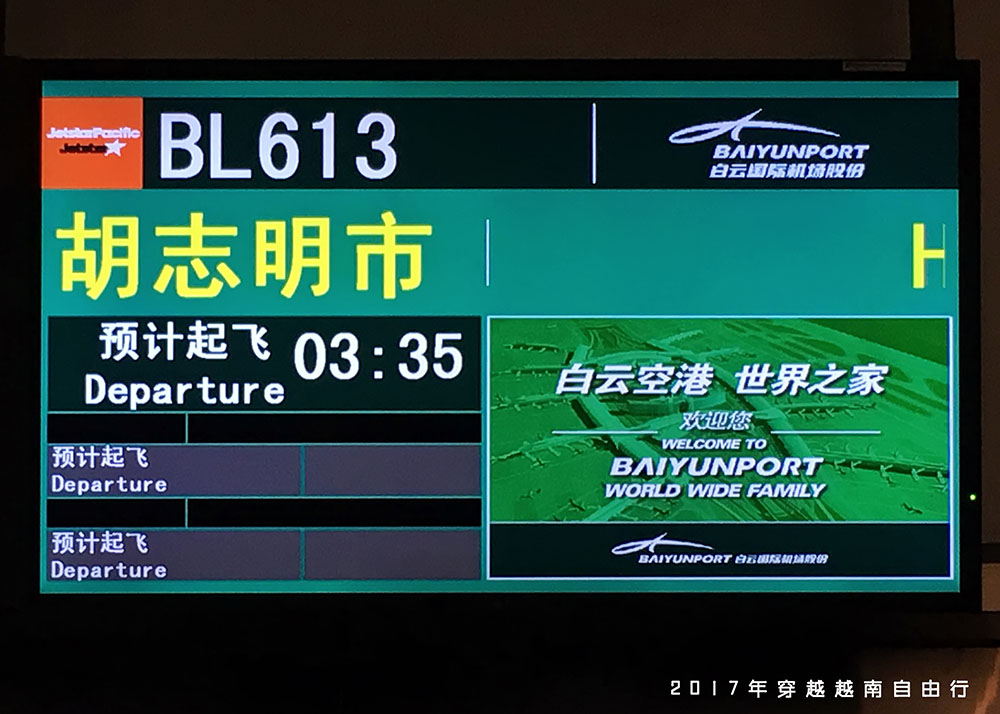 JetstarPacific
Jetstar
BL613
BAIYUNPORT
白云国际机场股份
胡志明市
H
预计起飞
Departure
03:35
白云空港 世界之家
欢迎您
WELCOME TO
BAIYUNPORT
WORLD WIDE FAMILY
预计起飞
Departure
预计起飞
Departure
BAIYUNPORT 白云国际机场股份
2017年穿越越南自由行